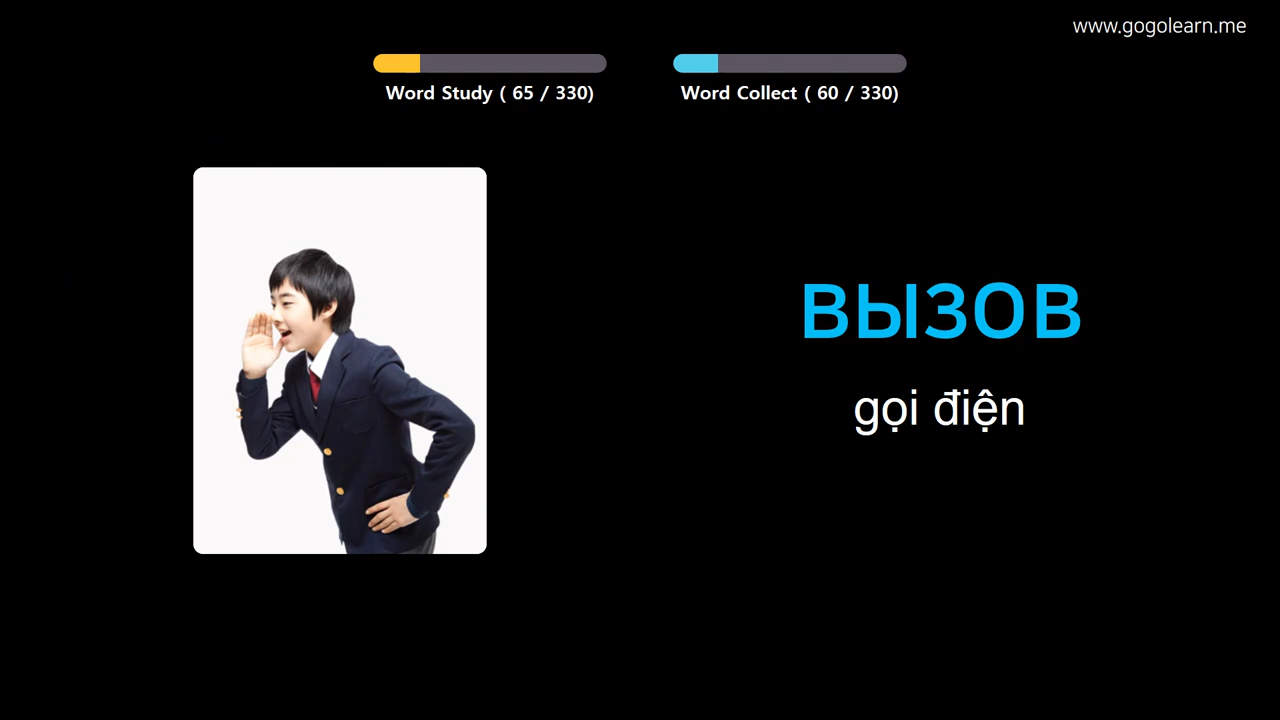 www.gogolearn.me
Word Study ( 65 / 330)
Word Collect ( 60 / 330)
вызов
gọi điện